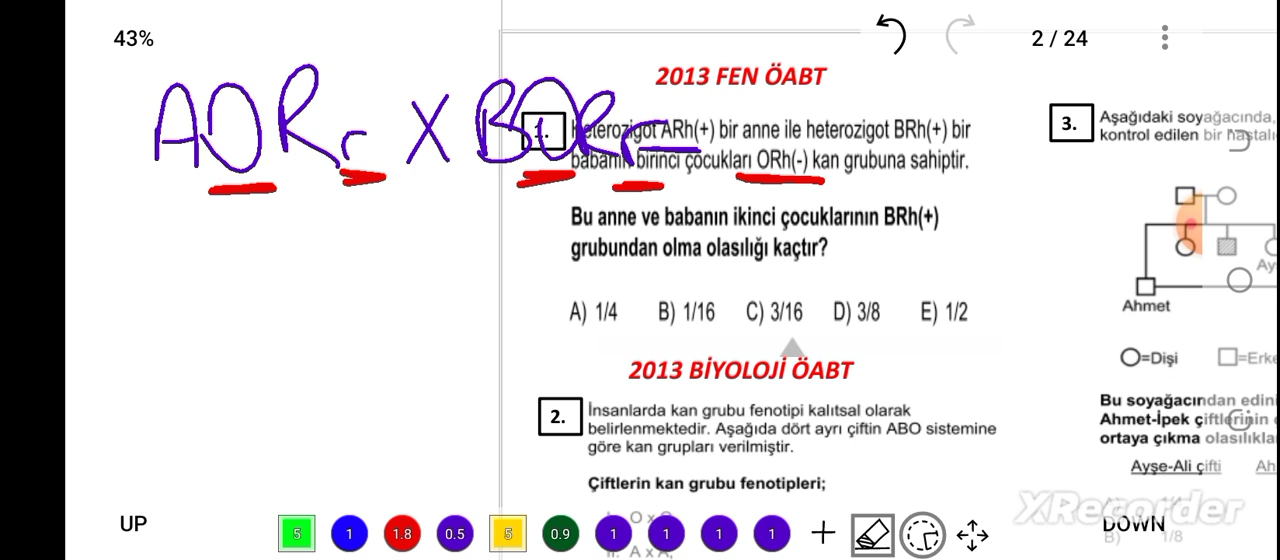 43%
2 / 24
AORr X BORr
2013 FEN ÖABT
1. Heterozigot ARh(+) bir anne ile heterozigot BRh(+) bir
babanın birinci çocukları ORh(-) kan grubuna sahiptir.
Bu anne ve babanın ikinci çocuklarının BRh(+)
grubundan olma olasılığı kaçtır?
A) 1/4 B) 1/16 C) 3/16 D) 3/8 E) 1/2
2013 BİYOLOJİ ÖABT
2. İnsanlarda kan grubu fenotipi kalıtsal olarak
belirlenmektedir. Aşağıda dört ayrı çiftin ABO sistemine
göre kan grupları verilmiştir.
Çiftlerin kan grubu fenotipleri;
O x
A x A,
3. Aşağıdaki soyağacında,
kontrol edilen bir
Ay
Ahmet
=Dişi =Erke
Bu soyağacından edin
Ahmet-İpek çiftlerinin
ortaya çıkma olasılıkla
Ayşe-Ali çifti Ah
B) 1/8
XRecorder
UP 5 1 1.8 0.5 5 0.9 1 1 1 1 DOWN